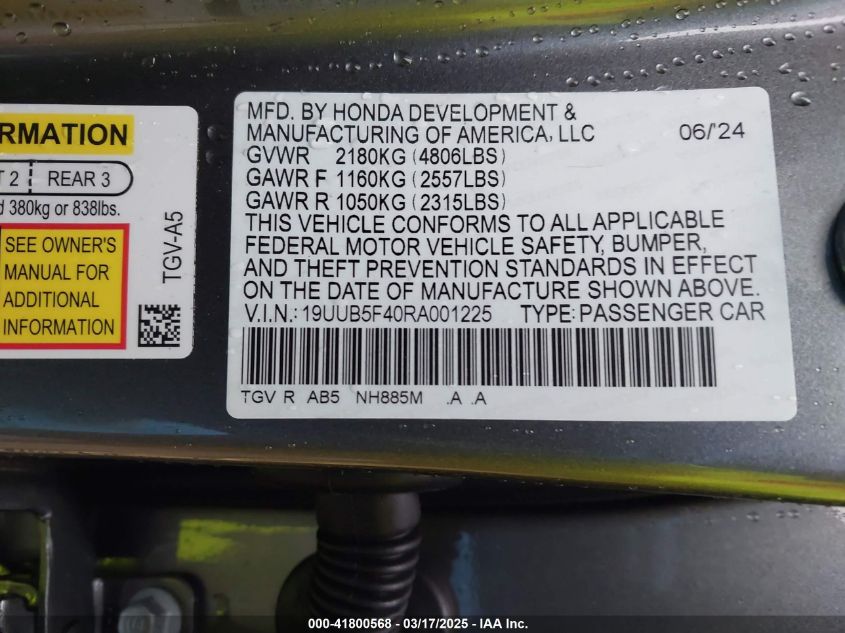 RMATION
T 2 REAR 3
d 380kg or 838lbs.
SEE OWNER'S
MANUAL FOR
ADDITIONAL
INFORMATION
TGV-A5
MFD. BY HONDA DEVELOPMENT &
MANUFACTURING OF AMERICA, LLC 06/24
GVWR 2180KG (4806LBS)
GAWR F 1160KG (2557LBS)
GAWR R 1050KG (2315LBS)
THIS VEHICLE CONFORMS TO ALL APPLICABLE
FEDERAL MOTOR VEHICLE SAFETY, BUMPER,
AND THEFT PREVENTION STANDARDS IN EFFECT
ON THE DATE OF MANUFACTURE SHOWN ABOVE.
V.I.N.: 19UUB5F40RA001225 TYPE: PASSENGER CAR
TGV R AB5 NH885M .A .A
000-41800568 - 03/17/2025 - IAA Inc.